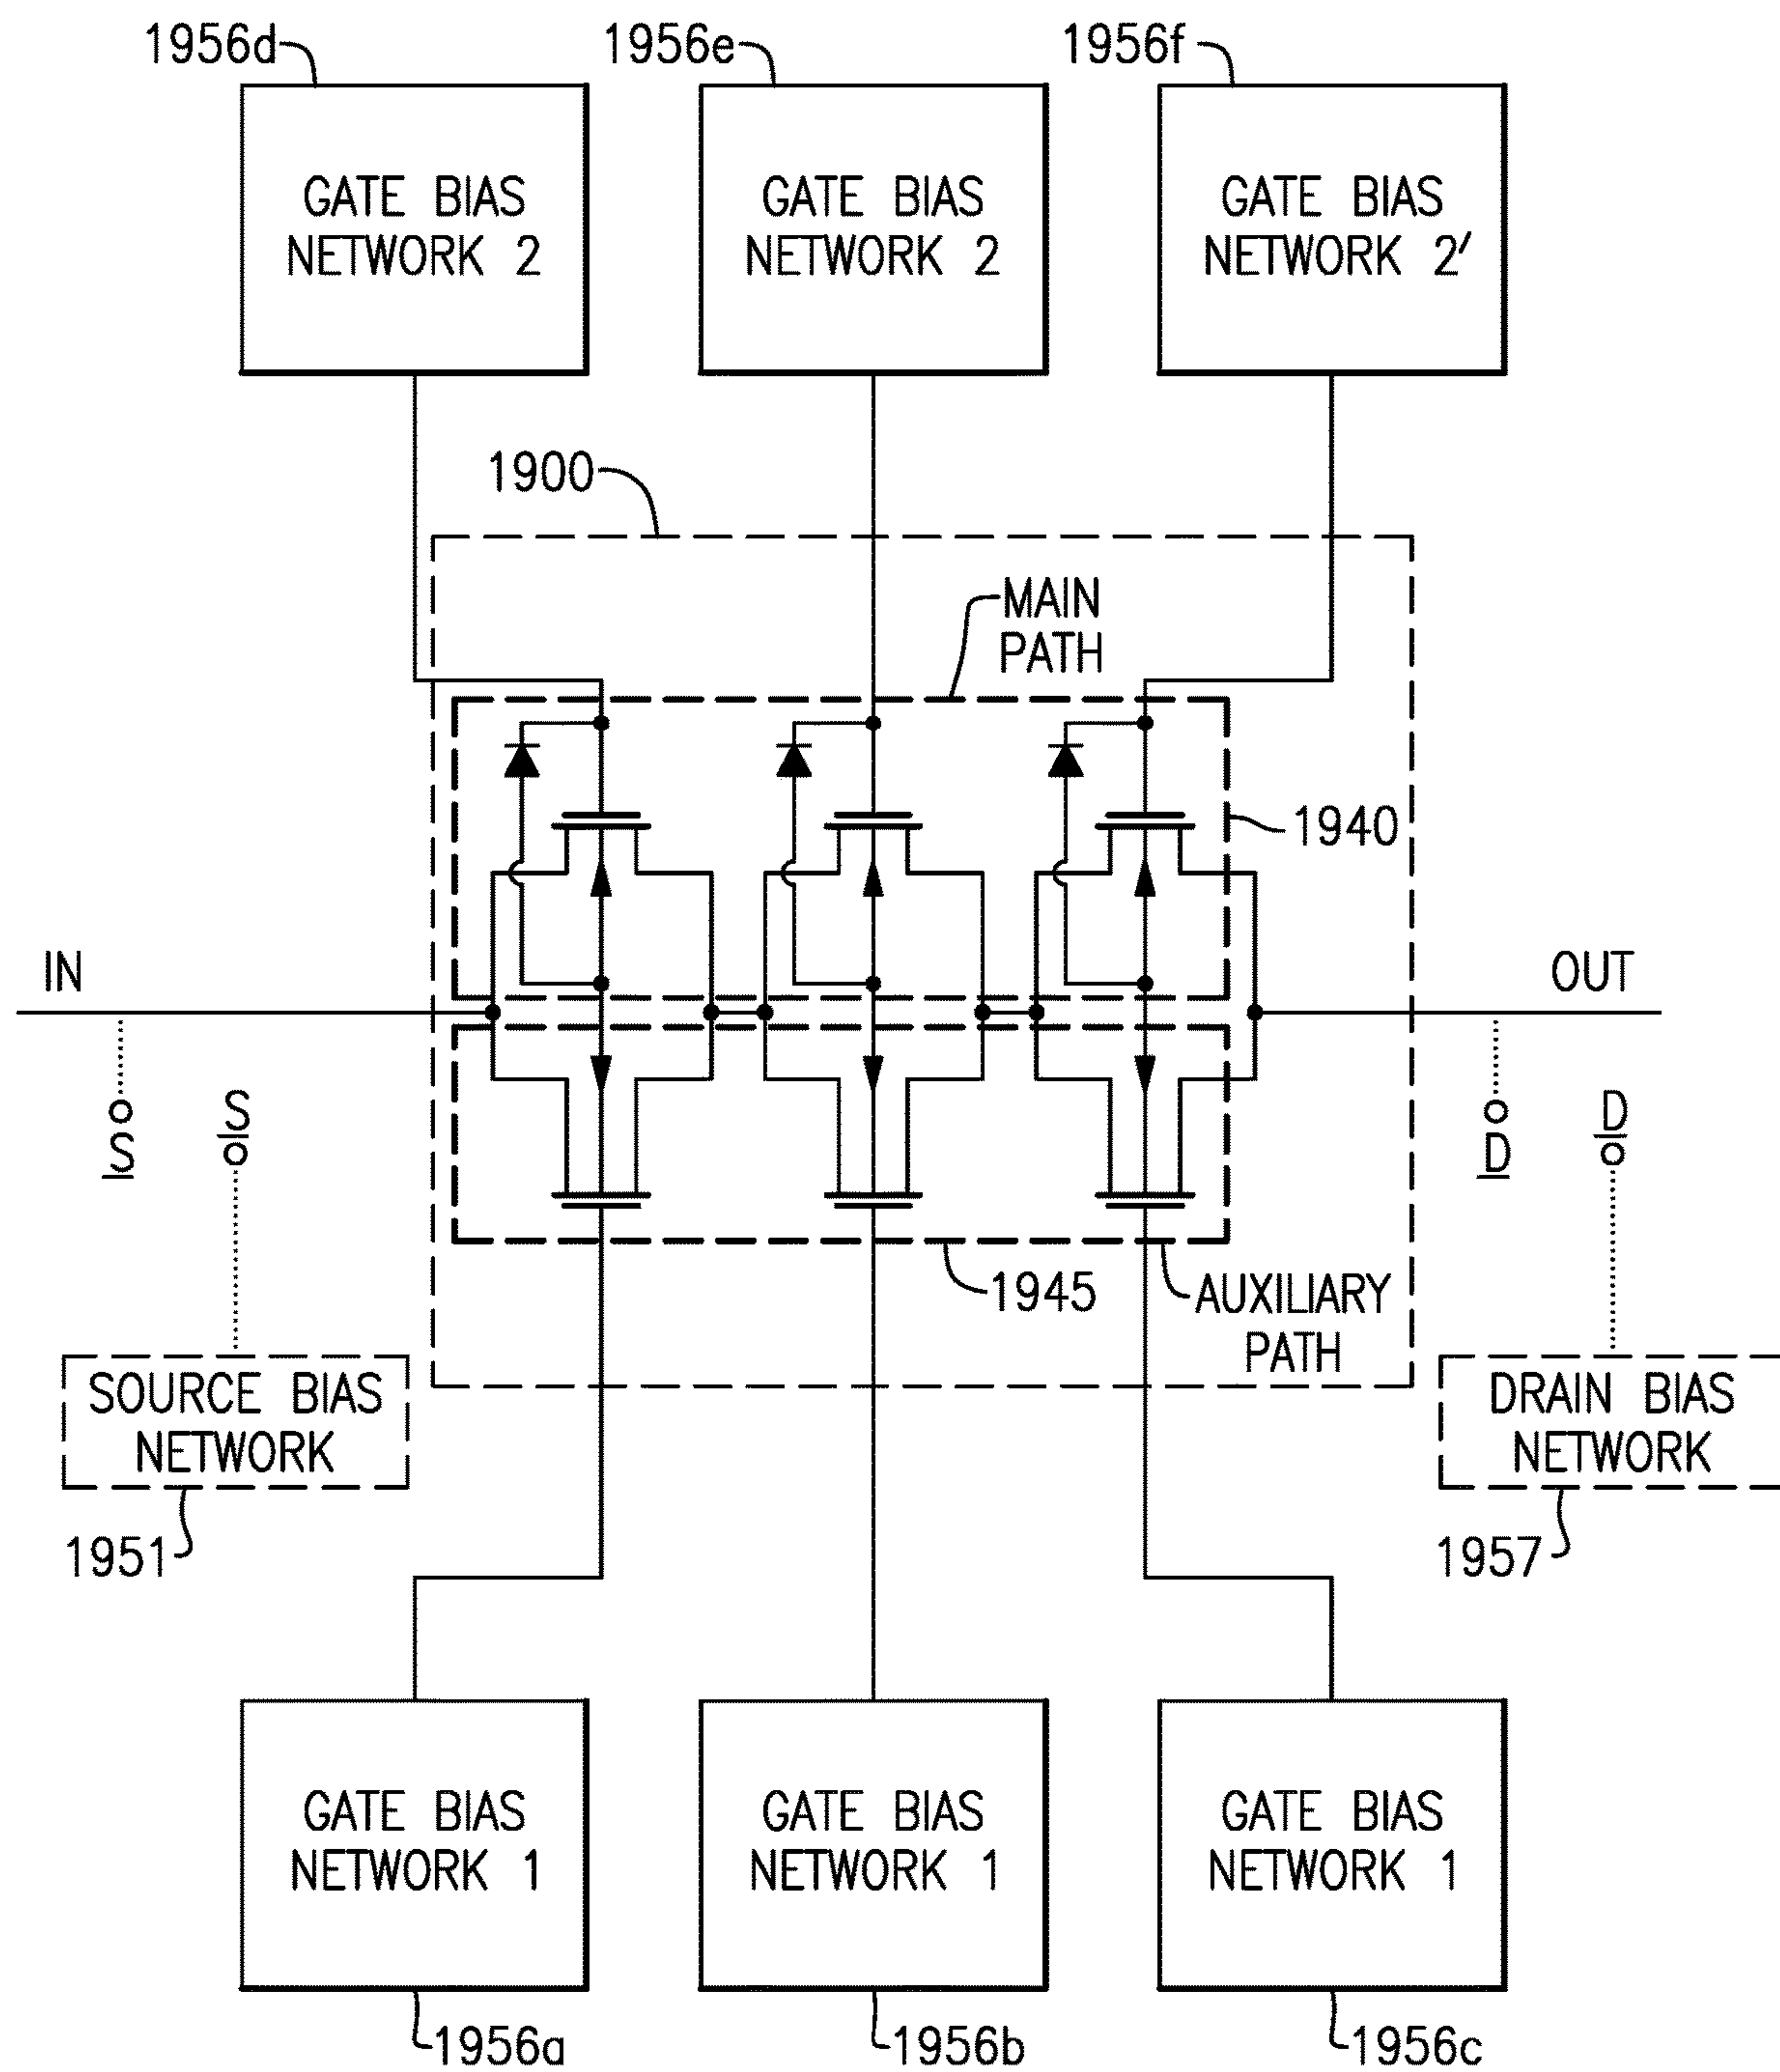 1956d
1956e
1956f
GATE BIAS
NETWORK 2
GATE BIAS
NETWORK 2
GATE BIAS
NETWORK 2′
1900
MAIN
PATH
1940
IN
OUT
S
S
D
D
1945
AUXILIARY
PATH
SOURCE BIAS
NETWORK
DRAIN BIAS
NETWORK
1951
1957
GATE BIAS
NETWORK 1
GATE BIAS
NETWORK 1
GATE BIAS
NETWORK 1
1956a
1956b
1956c